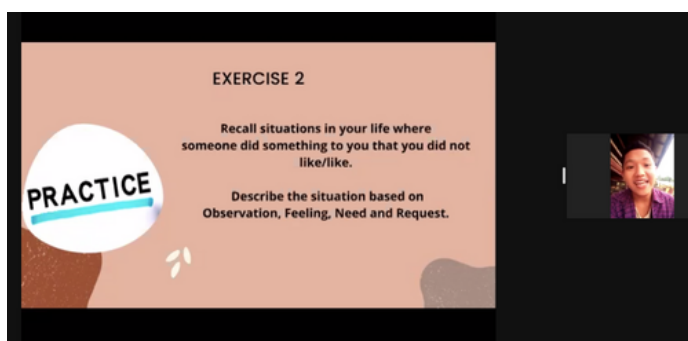 EXERCISE 2
PRACTICE
Recall situations in your life where
someone did something to you that you did not
like/like.
Describe the situation based on
Observation, Feeling, Need and Request.